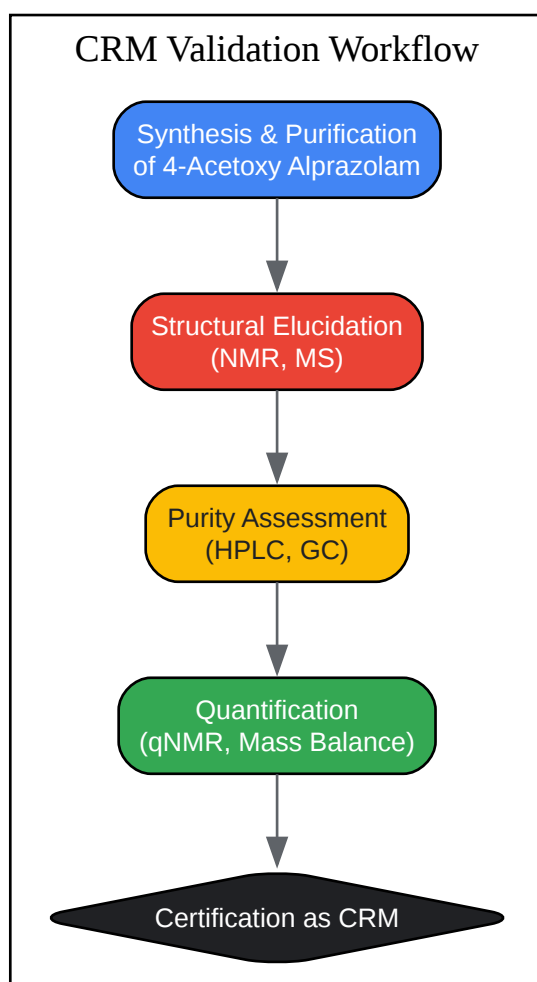 CRM Validation Workflow
Synthesis & Purification
of 4-Acetoxy Alprazolam
Structural Elucidation
(NMR, MS)
Purity Assessment
(HPLC, GC)
Quantification
(qNMR, Mass Balance)
Certification as CRM